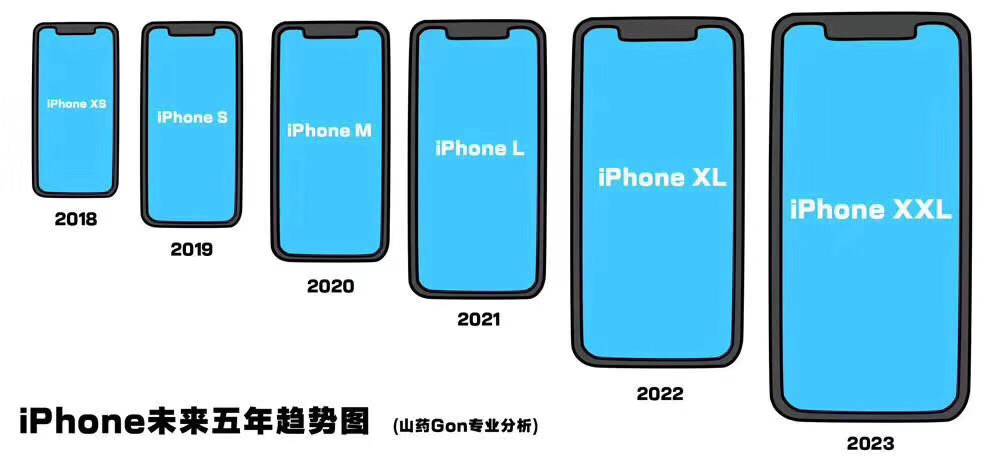 iPhone XS
iPhone S
iPhone M
iPhone L
iPhone XL
iPhone XXL
2018
2019
2020
2021
2022
2023
iPhone未来五年趋势图 (山药Gon专业分析)